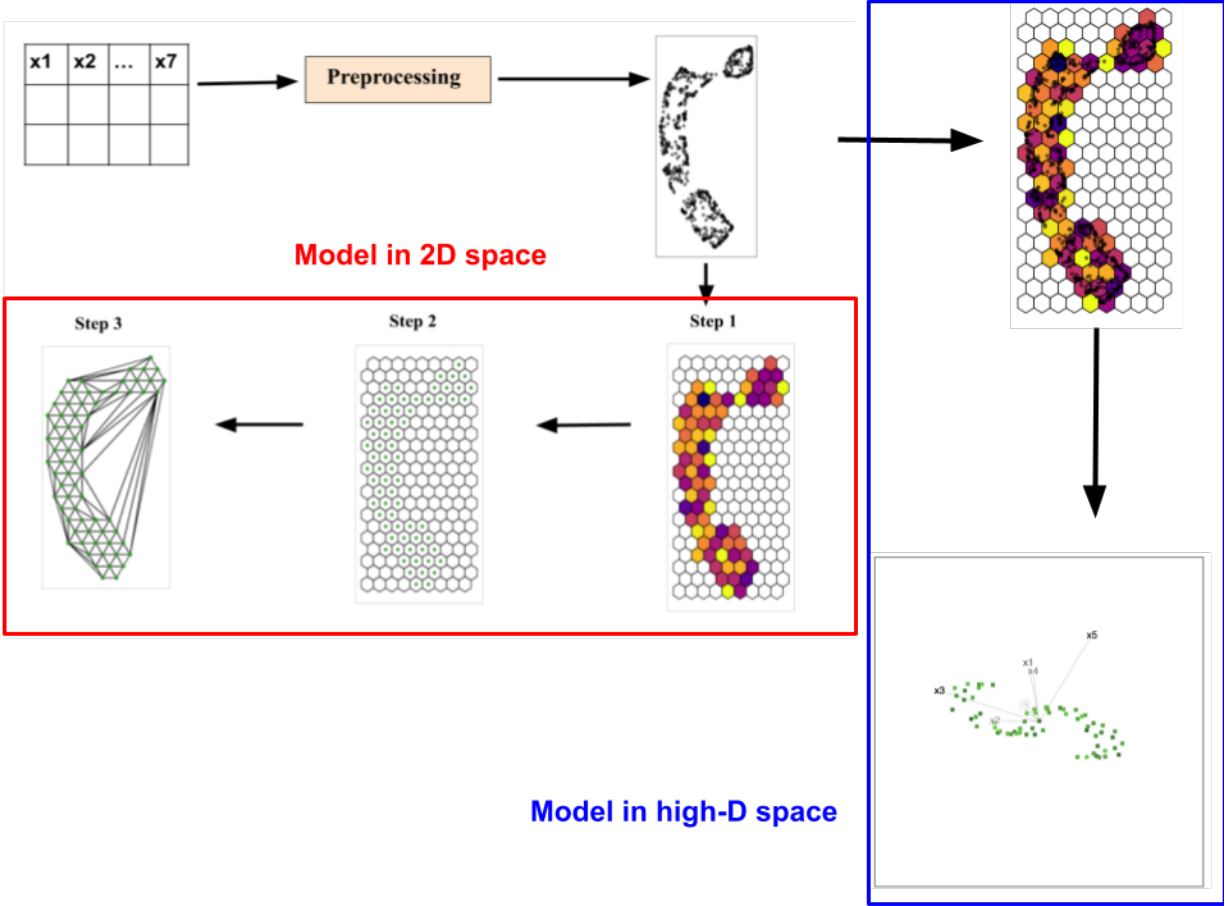 x1 x2 ... x7
Preprocessing
Model in 2D space
Step 3
Step 2
Step 1
x5
x1
x4
x3
x2
Model in high-D space